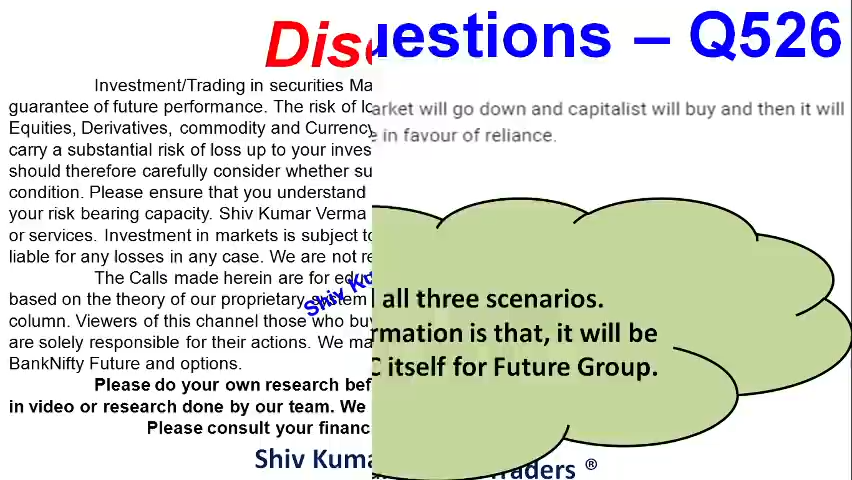 Disc
Investment/Trading in securities Ma
guarantee of future performance. The risk of lo
Equities, Derivatives, commodity and Currency
carry a substantial risk of loss up to your inves
should therefore carefully consider whether su
condition. Please ensure that you understand
your risk bearing capacity. Shiv Kumar Verma
or services. Investment in markets is subject to
liable for any losses in any case. We are not re
The Calls made herein are for edu
based on the theory of our proprietary system
column. Viewers of this channel those who buy
are solely responsible for their actions. We ma
BankNifty Future and options.
Please do your own research bef
in video or research done by our team. We
Please consult your financ
Shiv Kuma
Shiv Ku
uestions – Q526
arket will go down and capitalist will buy and then it will
e in favour of reliance.
all three scenarios.
rmation is that, it will be
C itself for Future Group.
Traders ®